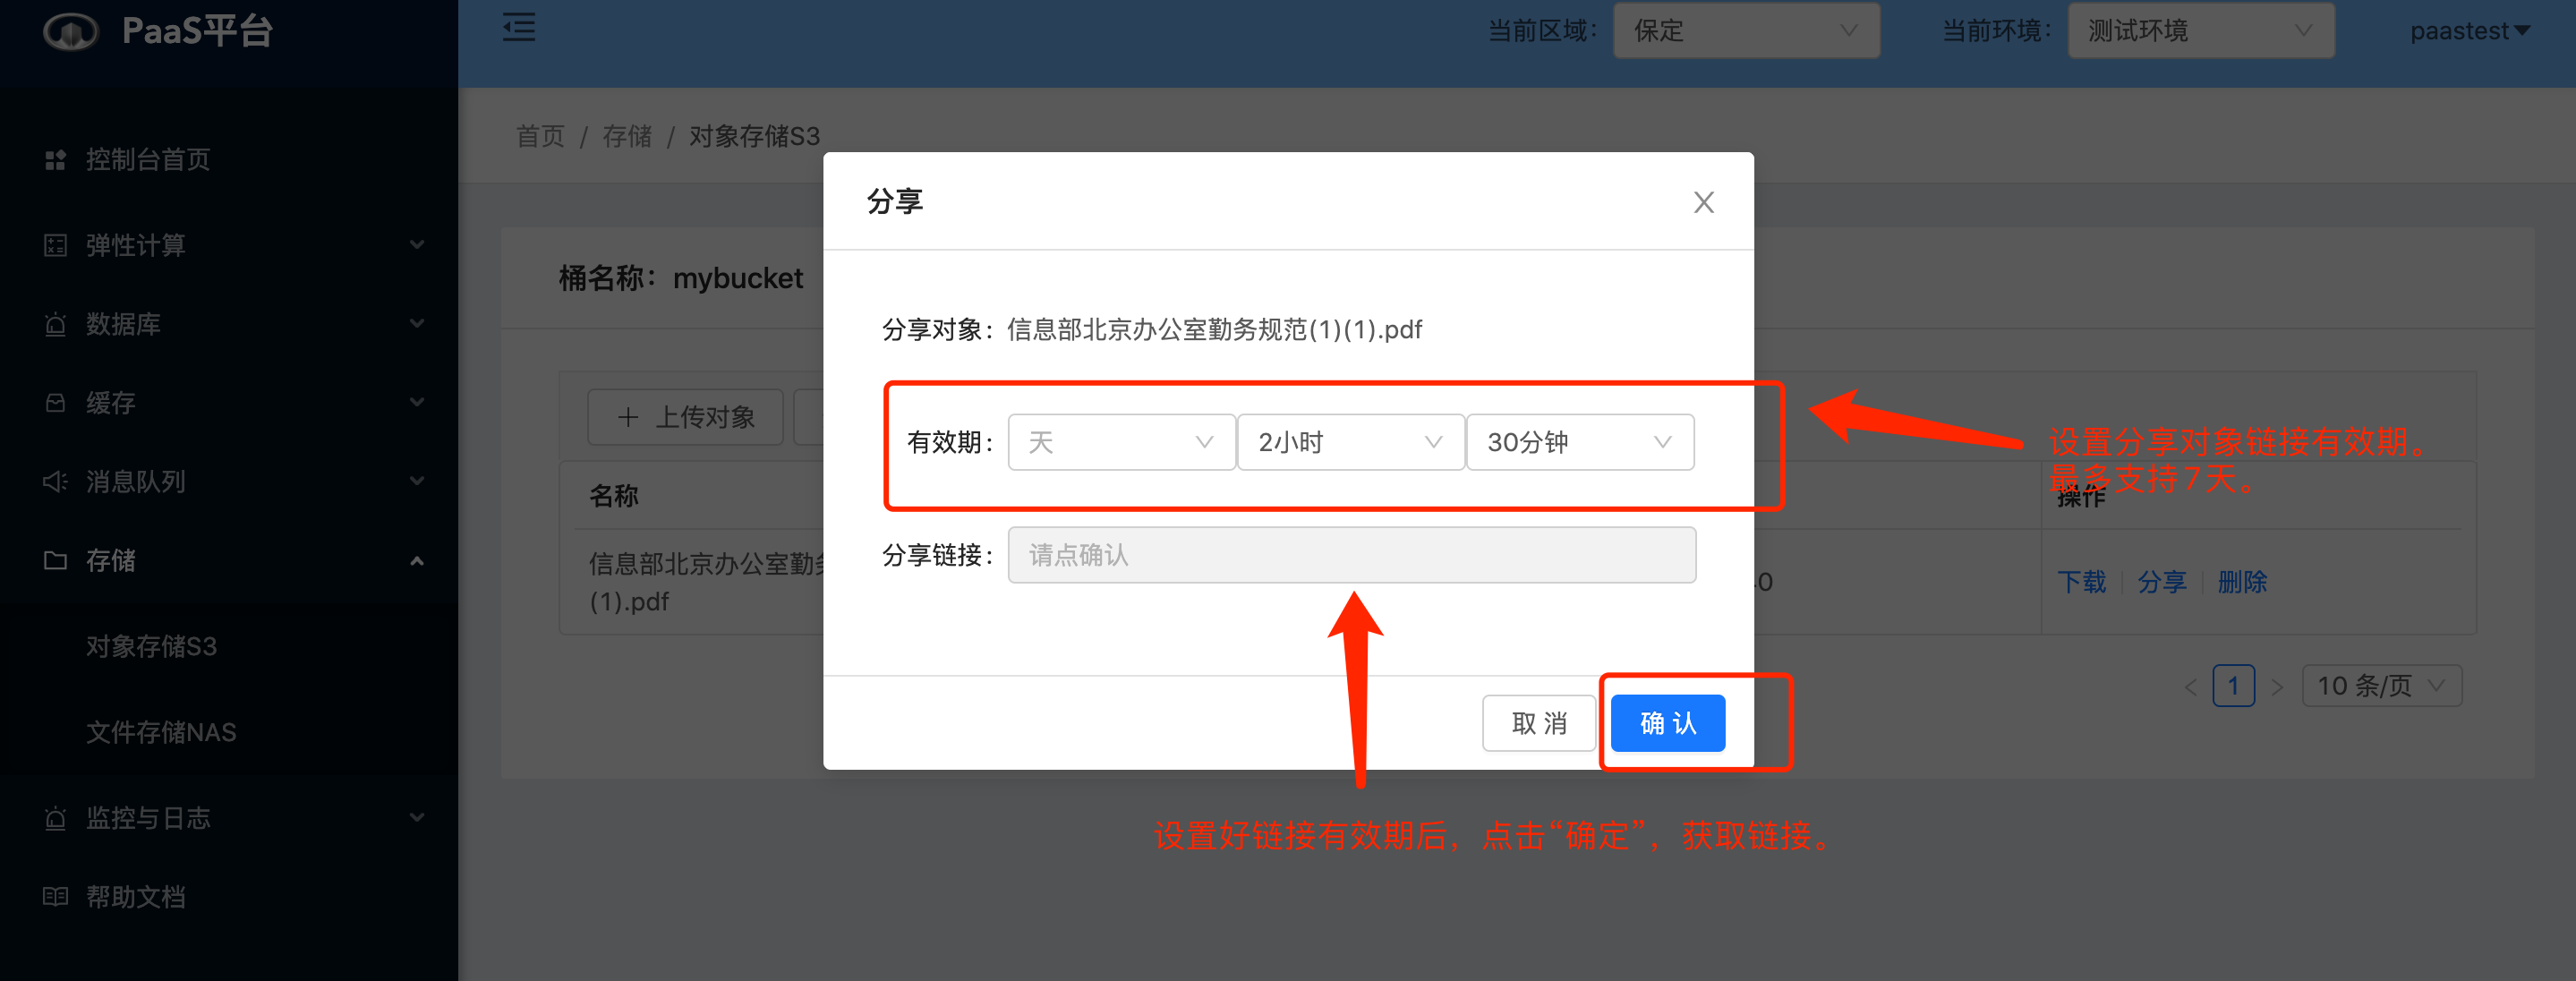 PaaS平台
当前区域：
保定
当前环境：
测试环境
paastest
控制台首页
弹性计算
数据库
缓存
消息队列
存储
对象存储S3
文件存储NAS
监控与日志
帮助文档
首页 / 存储 / 对象存储S3
桶名称：mybucket
+ 上传对象
名称
操作
信息部北京办公室勤
(1).pdf
下载
分享
删除
1
10 条/页
分享
分享对象：信息部北京办公室勤务规范(1)(1).pdf
有效期：
天
2小时
30分钟
分享链接：
请点确认
取 消
确 认
设置分享对象链接有效期。
最多支持7天。
设置好链接有效期后，点击“确定”，获取链接。